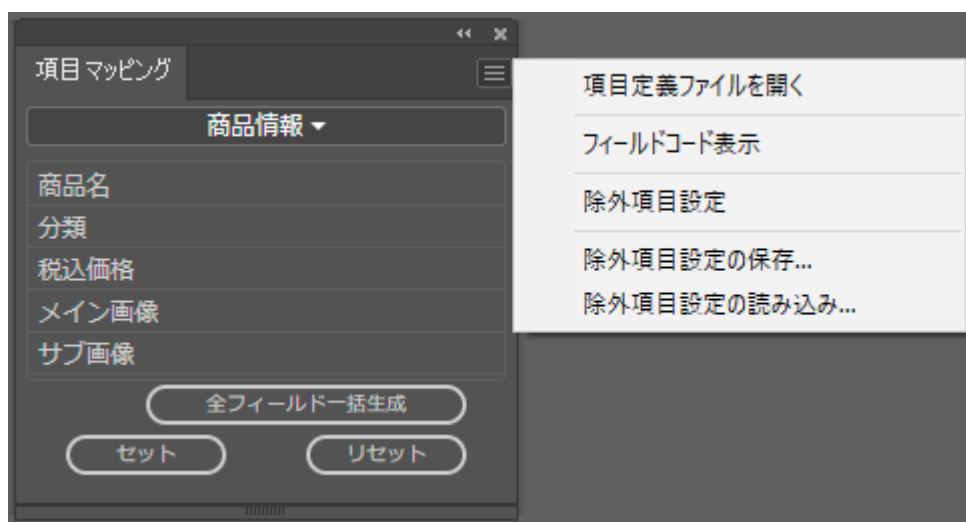 項目マッピング
商品情報
商品名
分類
税込価格
メイン画像
サブ画像
全フィールド一括生成
セット
リセット
項目定義ファイルを開く
フィールドコード表示
除外項目設定
除外項目設定の保存...
除外項目設定の読み込み...